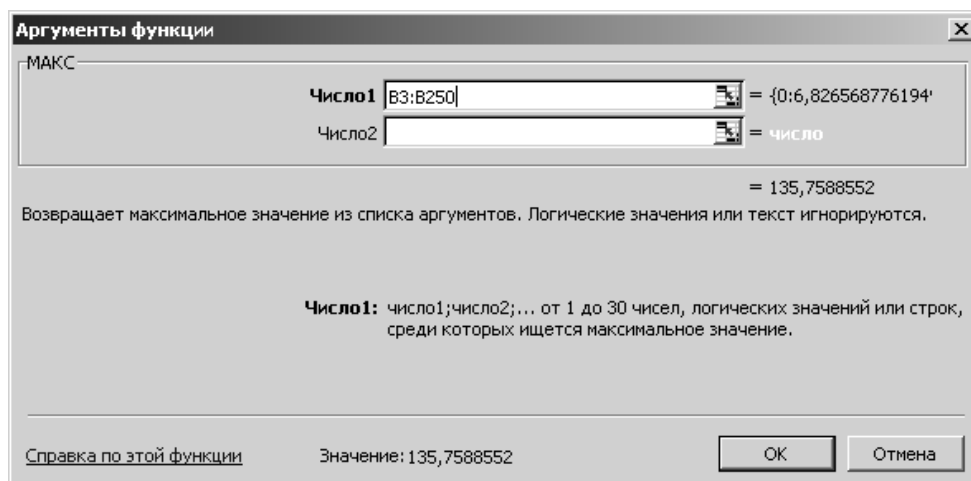 Аргументы функции
МАКС
Число1 B3:B250 = {0:6,826568776194'
Число2 = число
= 135,7588552
Возвращает максимальное значение из списка аргументов. Логические значения или текст игнорируются.
Число1: число1;число2;... от 1 до 30 чисел, логических значений или строк,
среди которых ищется максимальное значение.
Справка по этой функции Значение:135,7588552 ОК Отмена